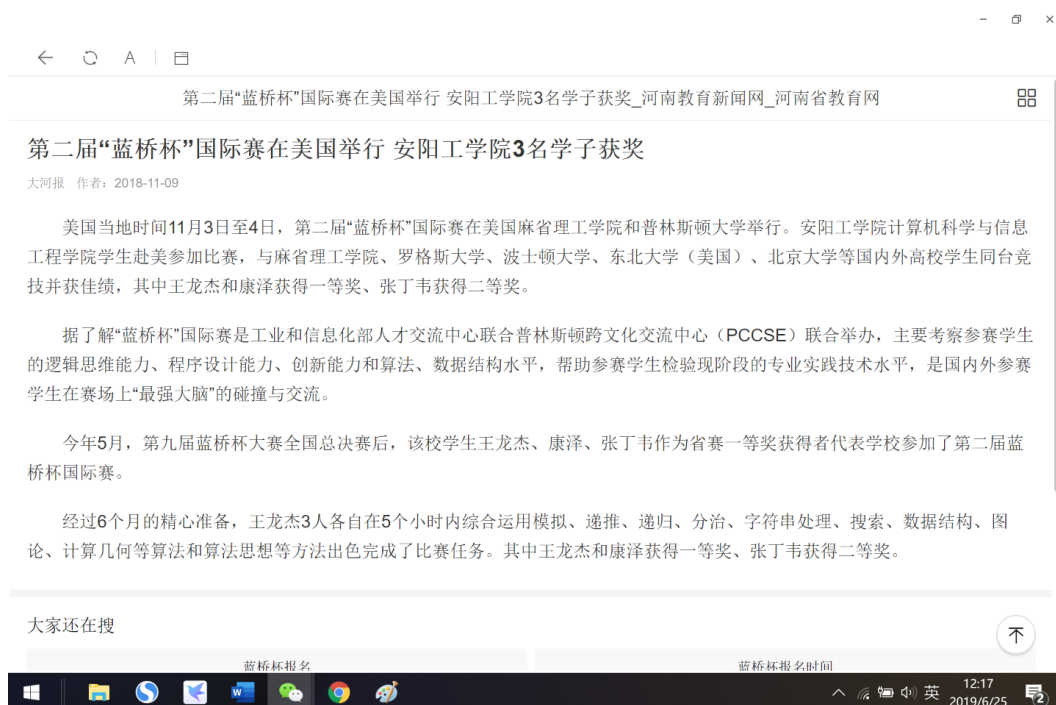 第二届“蓝桥杯”国际赛在美国举行 安阳工学院3名学子获奖_河南教育新闻网_河南省教育网
第二届“蓝桥杯”国际赛在美国举行 安阳工学院3名学子获奖
大河报 作者：2018-11-09
美国当地时间11月3日至4日，第二届“蓝桥杯”国际赛在美国麻省理工学院和普林斯顿大学举行。安阳工学院计算机科学与信息
工程学院学生赴美参加比赛，与麻省理工学院、罗格斯大学、波士顿大学、东北大学（美国）、北京大学等国内外高校学生同台竞
技并获佳绩，其中王龙杰和康泽获得一等奖、张丁韦获得二等奖。
据了解“蓝桥杯”国际赛是工业和信息化部人才交流中心联合普林斯顿跨文化交流中心（PCCSE）联合举办，主要考察参赛学生
的逻辑思维能力、程序设计能力、创新能力和算法、数据结构水平，帮助参赛学生检验现阶段的专业实践技术水平，是国内外参赛
学生在赛场上“最强大脑”的碰撞与交流。
今年5月，第九届蓝桥杯大赛全国总决赛后，该校学生王龙杰、康泽、张丁韦作为省赛一等奖获得者代表学校参加了第二届蓝
桥杯国际赛。
经过6个月的精心准备，王龙杰3人各自在5个小时内综合运用模拟、递推、递归、分治、字符串处理、搜索、数据结构、图
论、计算几何等算法和算法思想等方法出色完成了比赛任务。其中王龙杰和康泽获得一等奖、张丁韦获得二等奖。
大家还在搜
蓝桥杯报名 蓝桥杯报名时间
英 12:17
2019/6/25 2